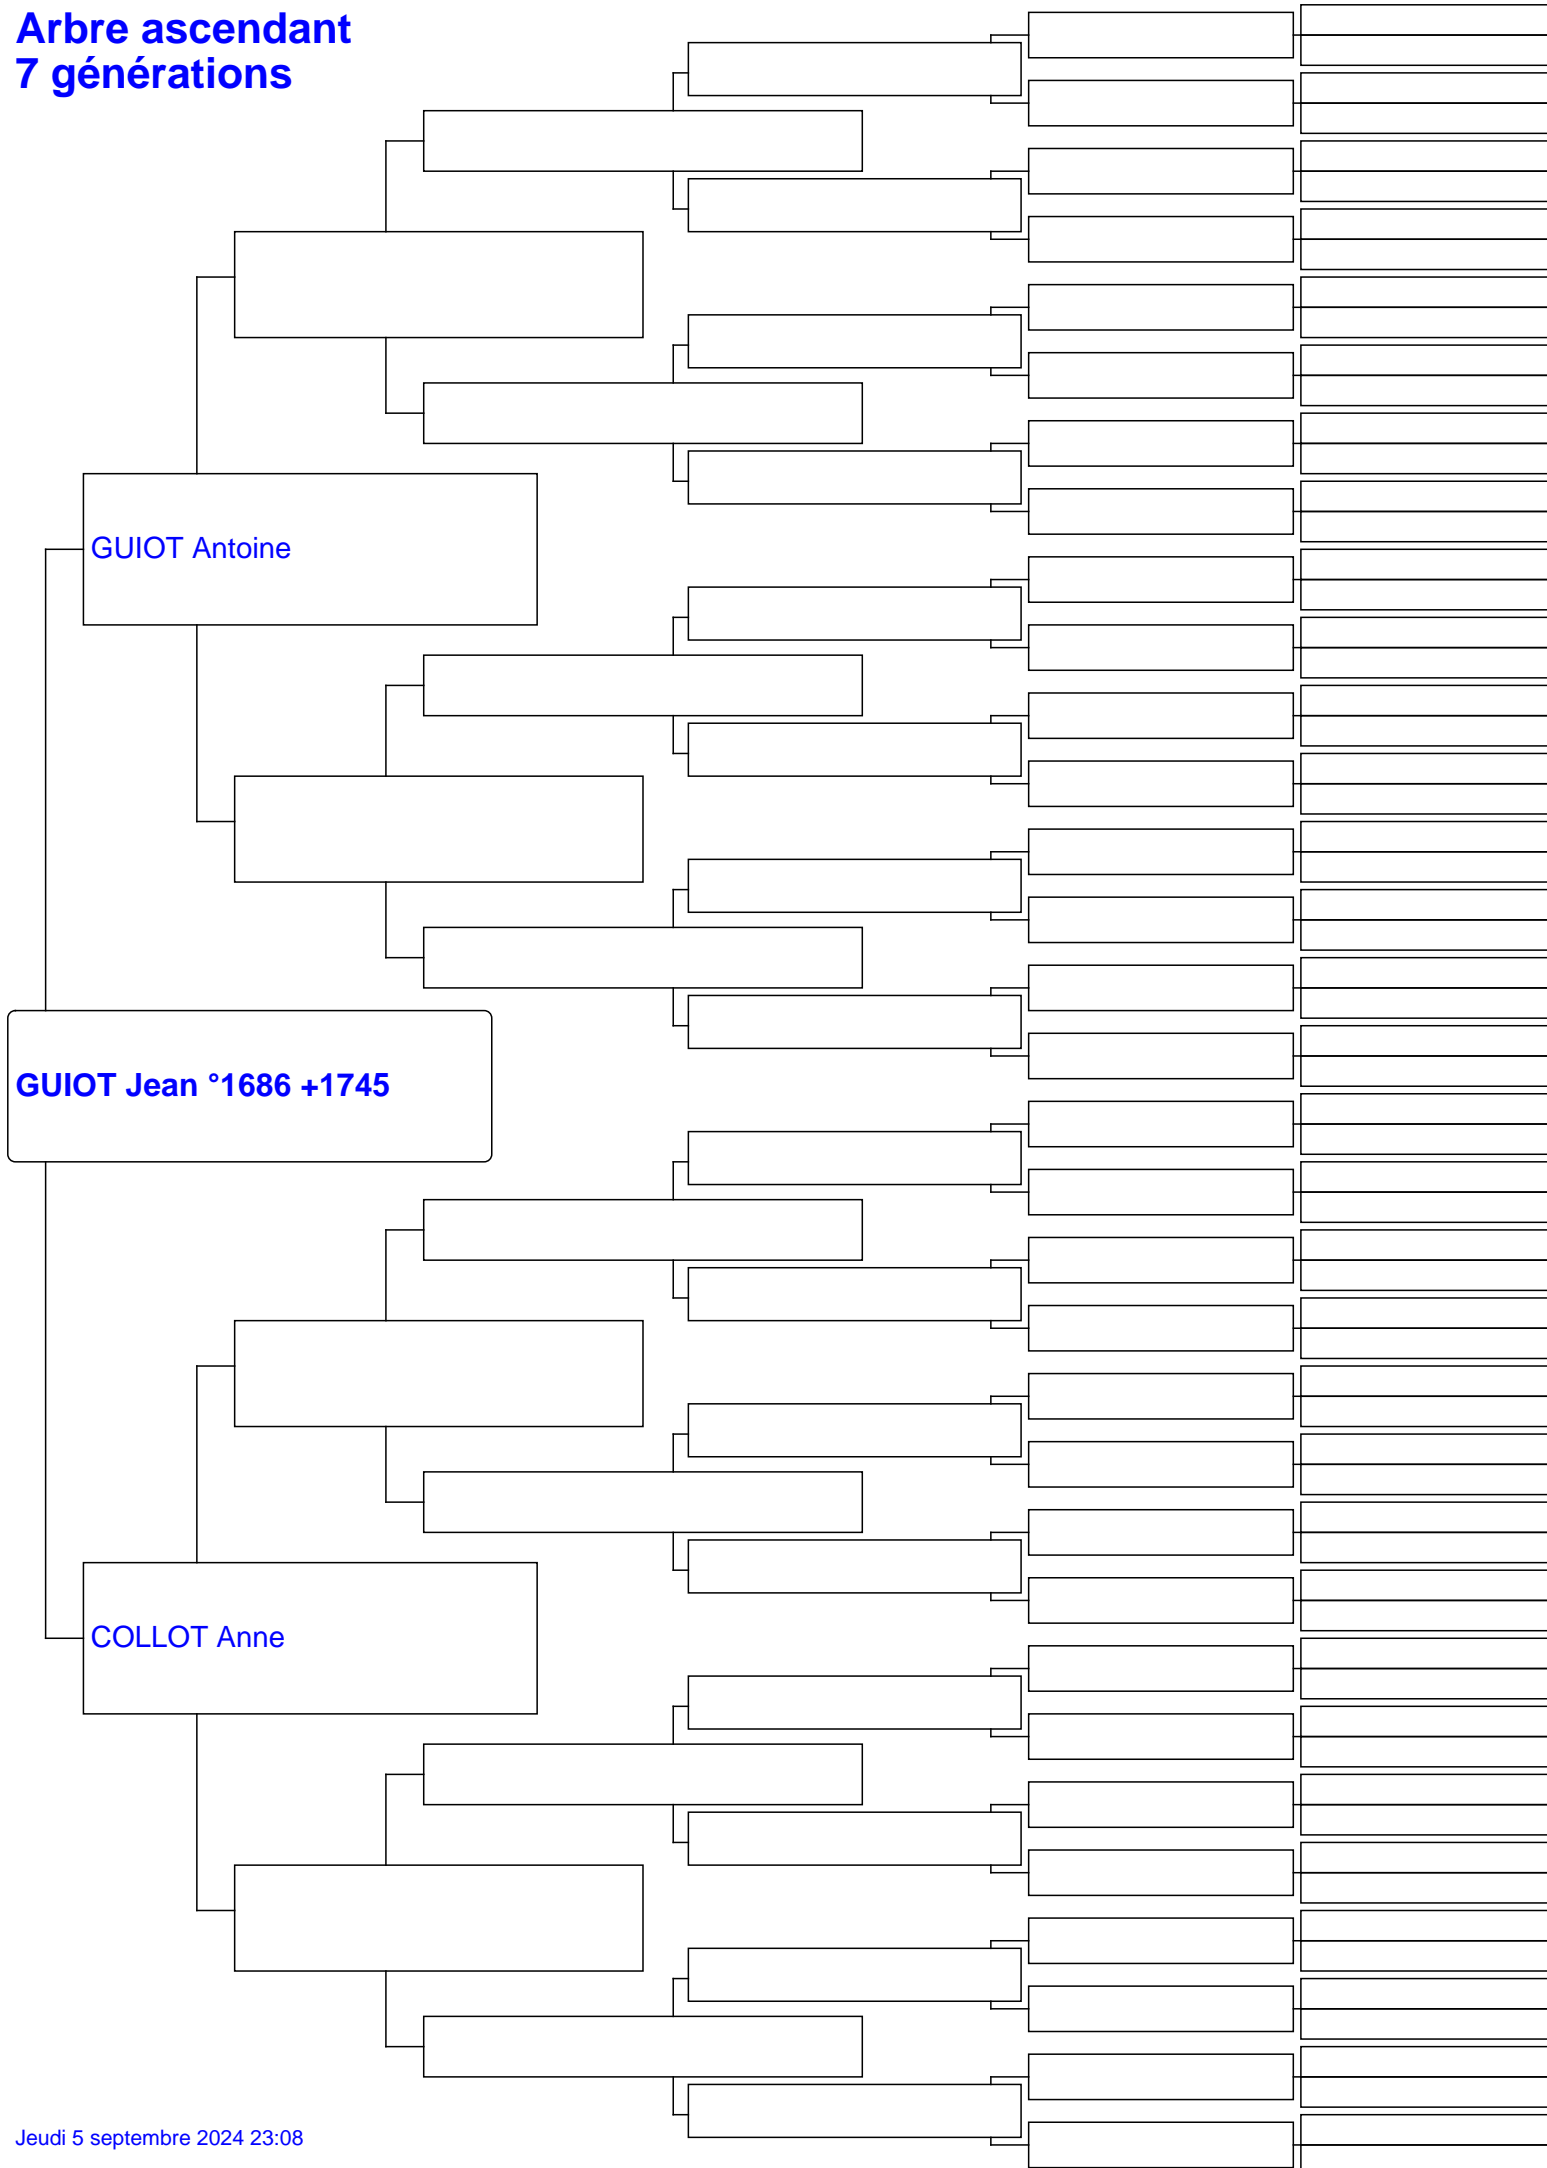 Arbre ascendant
7 générations
GUIOT Antoine
GUIOT Jean °1686 +1745
COLLOT Anne
Jeudi 5 septembre 2024 23:08